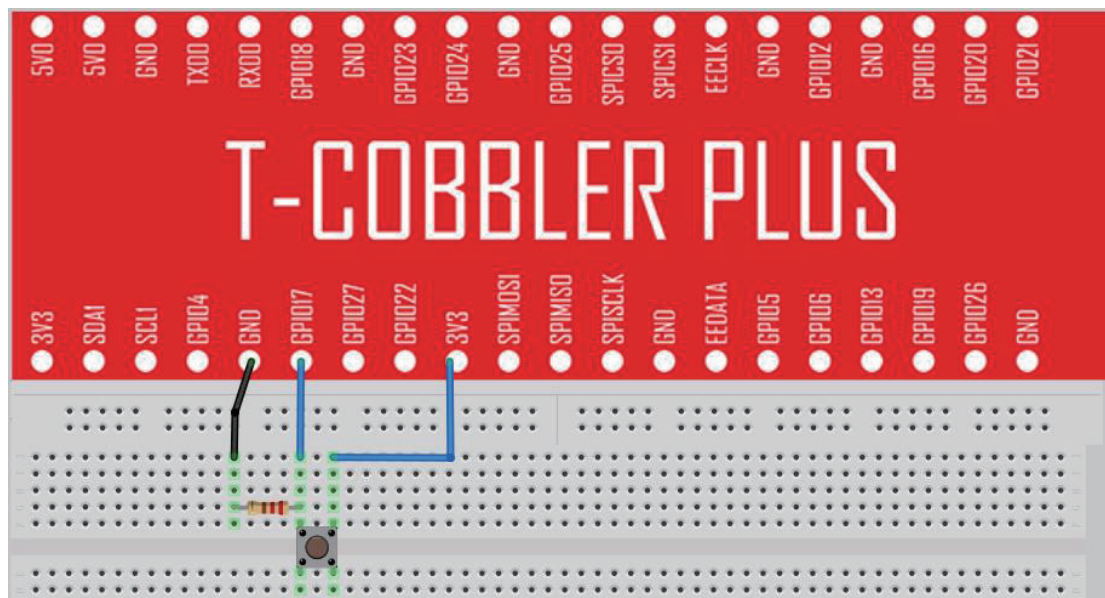 5V0 5V0 GND TXD0 RXD0 GPIO18 GND GPIO23 GPIO24 GND GPIO25 SPICS0 SPICS1 EECLK GND GPIO12 GND GPIO16 GPIO20 GPIO21
T-COBBLER PLUS
3V3 SDA1 SCL1 GPIO4 GND GPIO17 GPIO27 GPIO22 3V3 SPIMOSI SPIMISO SPISCLK GND EEDATA GPIO5 GPIO6 GPIO13 GPIO19 GPIO26 GND